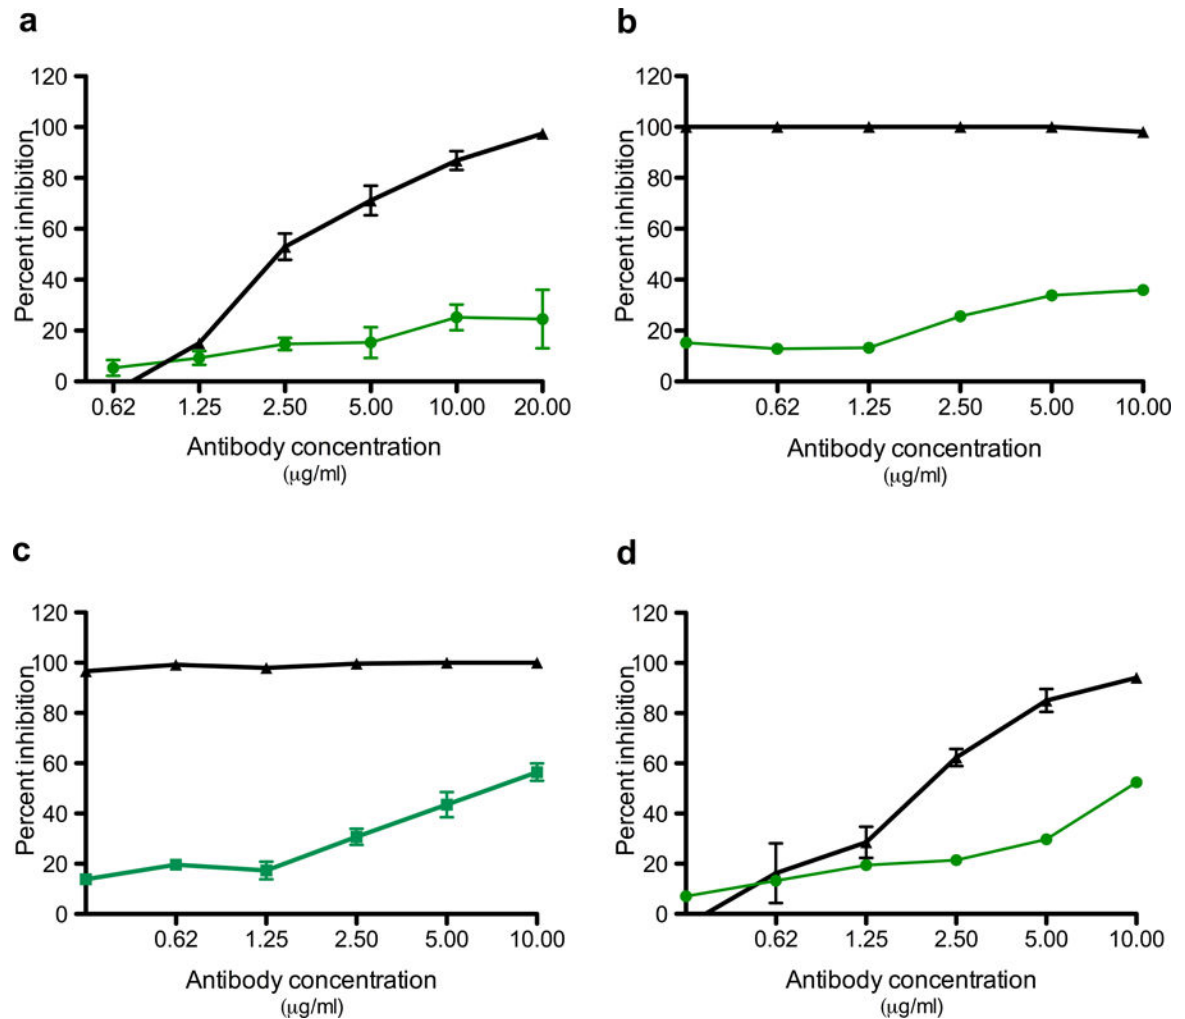 a
120
100
80
60
40
20
0
Percent inhibition
0.62 1.25 2.50 5.00 10.00 20.00
Antibody concentration
(μg/ml)
b
120
100
80
60
40
20
0
Percent inhibition
0.62 1.25 2.50 5.00 10.00
Antibody concentration
(μg/ml)
c
120
100
80
60
40
20
0
Percent inhibition
0.62 1.25 2.50 5.00 10.00
Antibody concentration
(μg/ml)
d
120
100
80
60
40
20
0
Percent inhibition
0.62 1.25 2.50 5.00 10.00
Antibody concentration
(μg/ml)